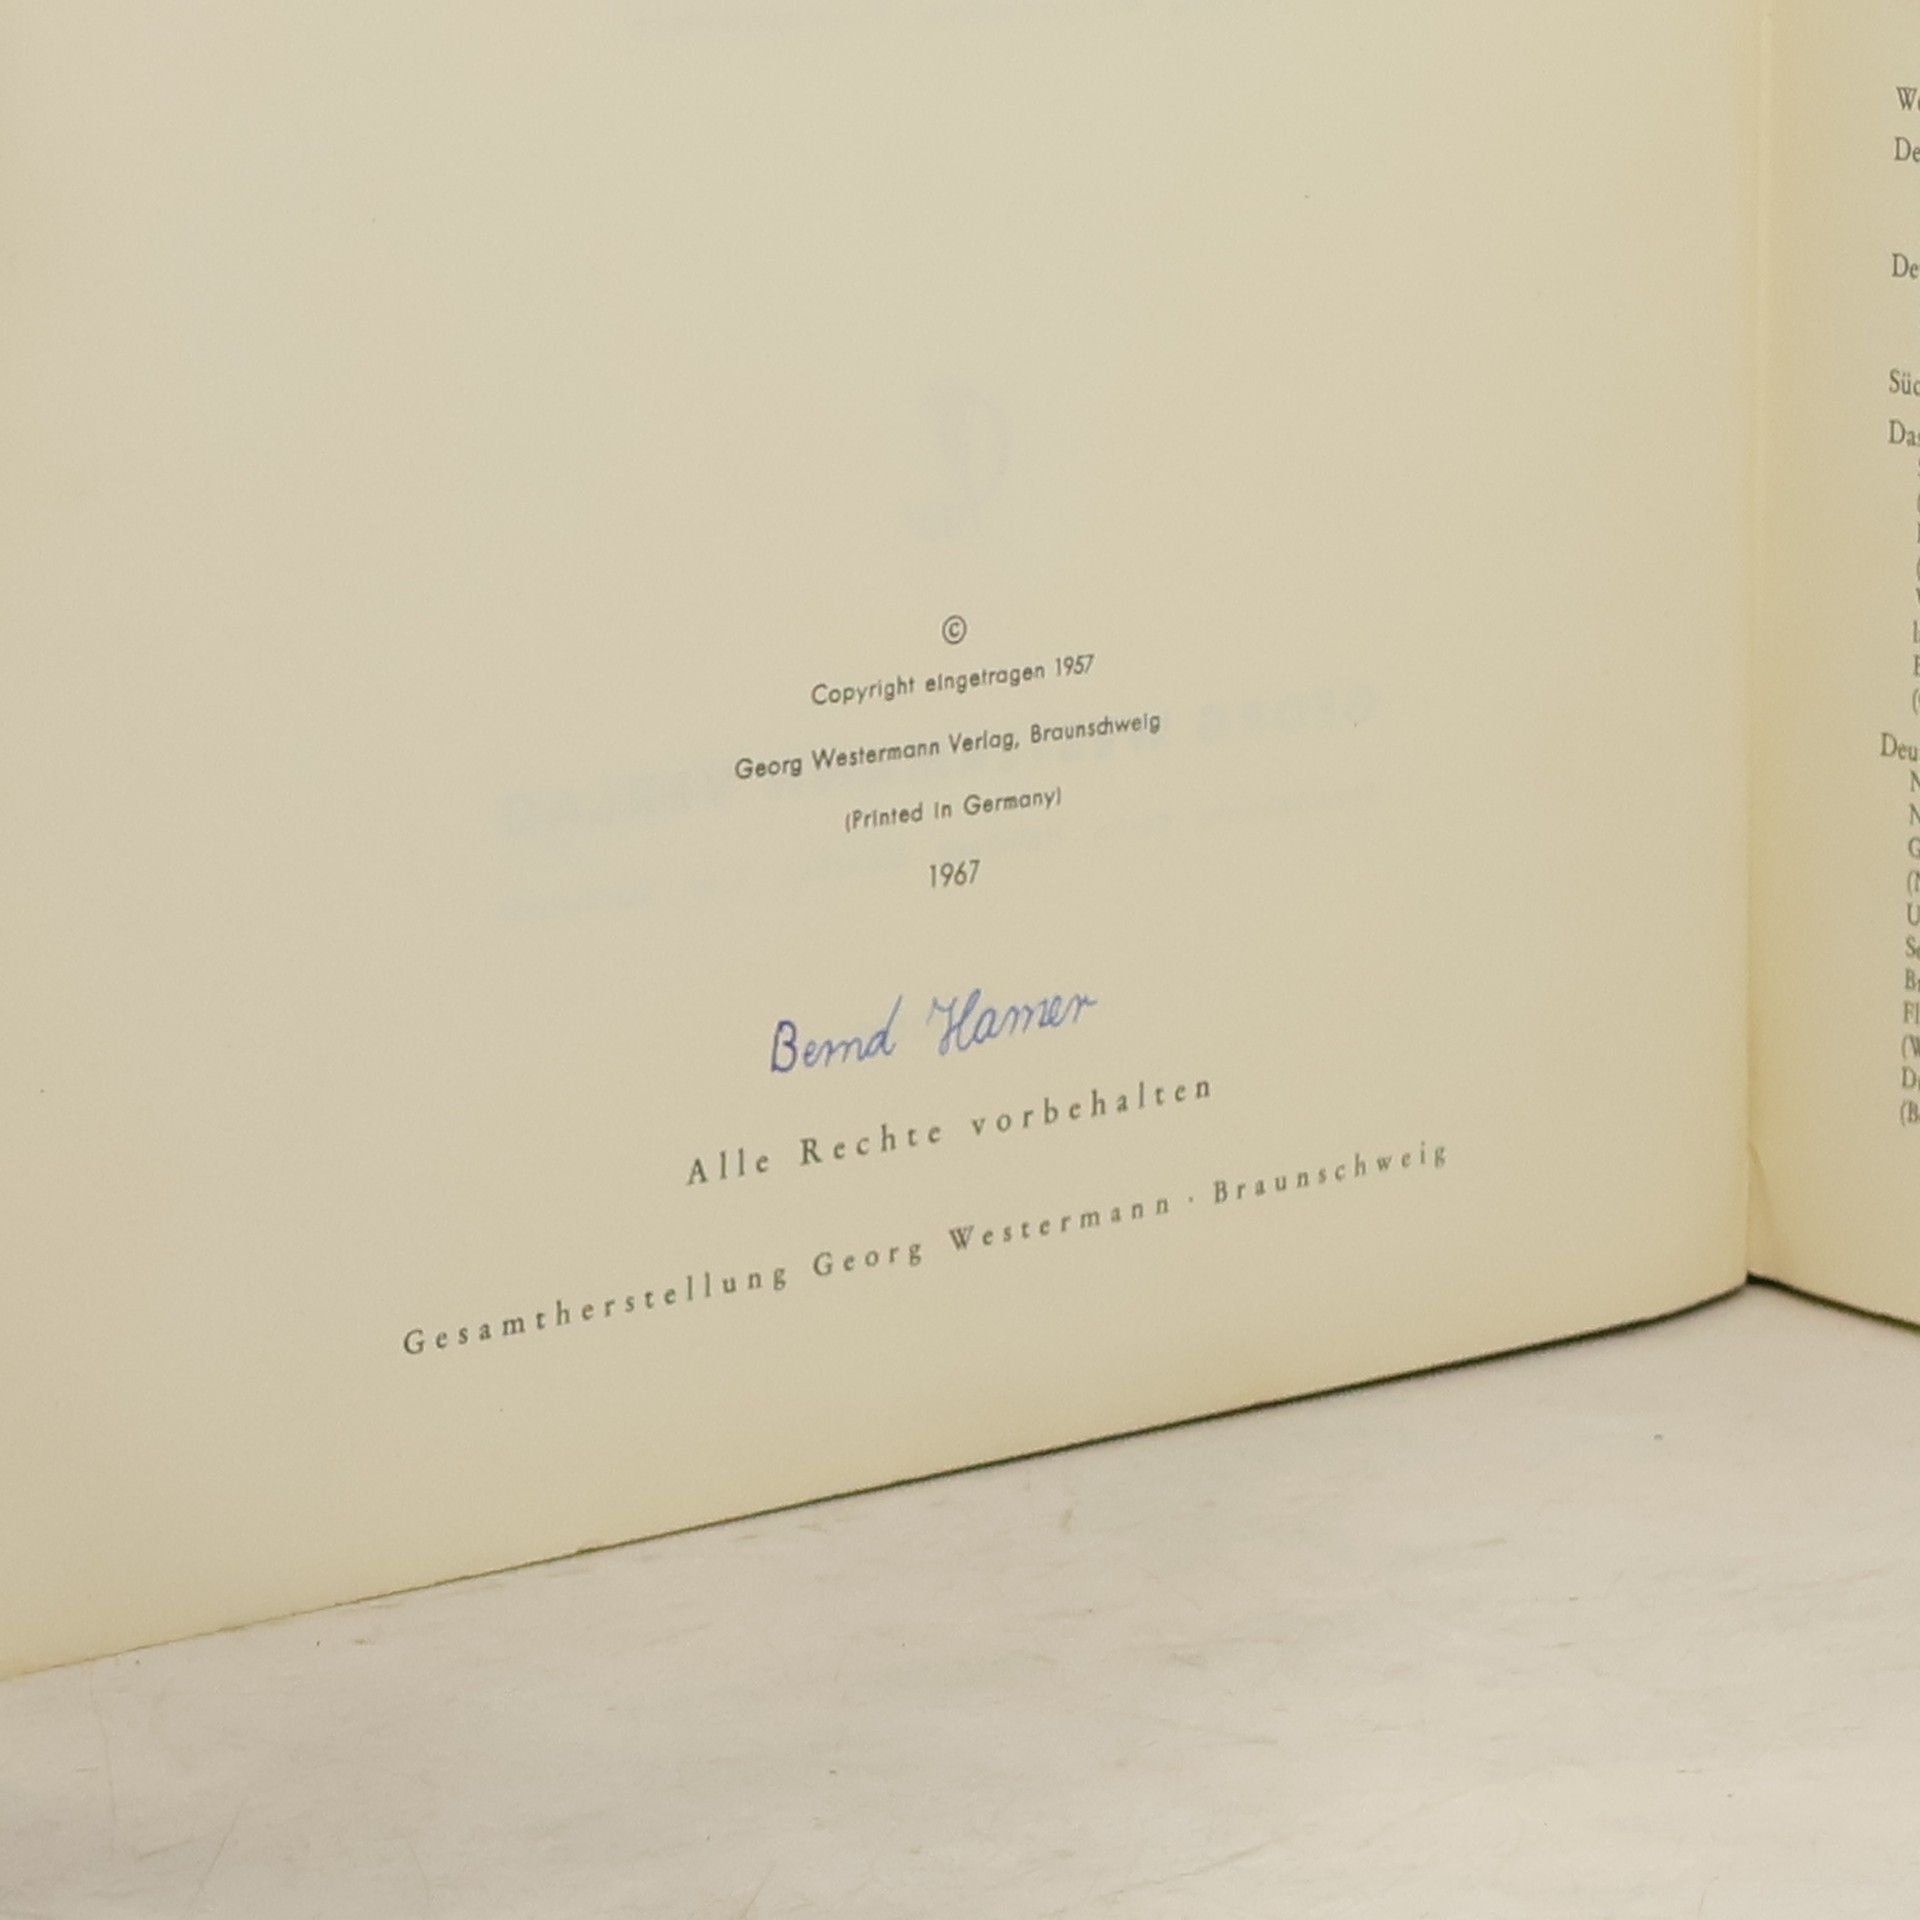 ©
Copyright eingetragen 1957
Georg Westermann Verlag, Braunschweig
(Printed in Germany)
1967
Bernd Hamer
Alle Rechte vorbehalten
Gesamtherstellung Georg Westermann · Braunschweig